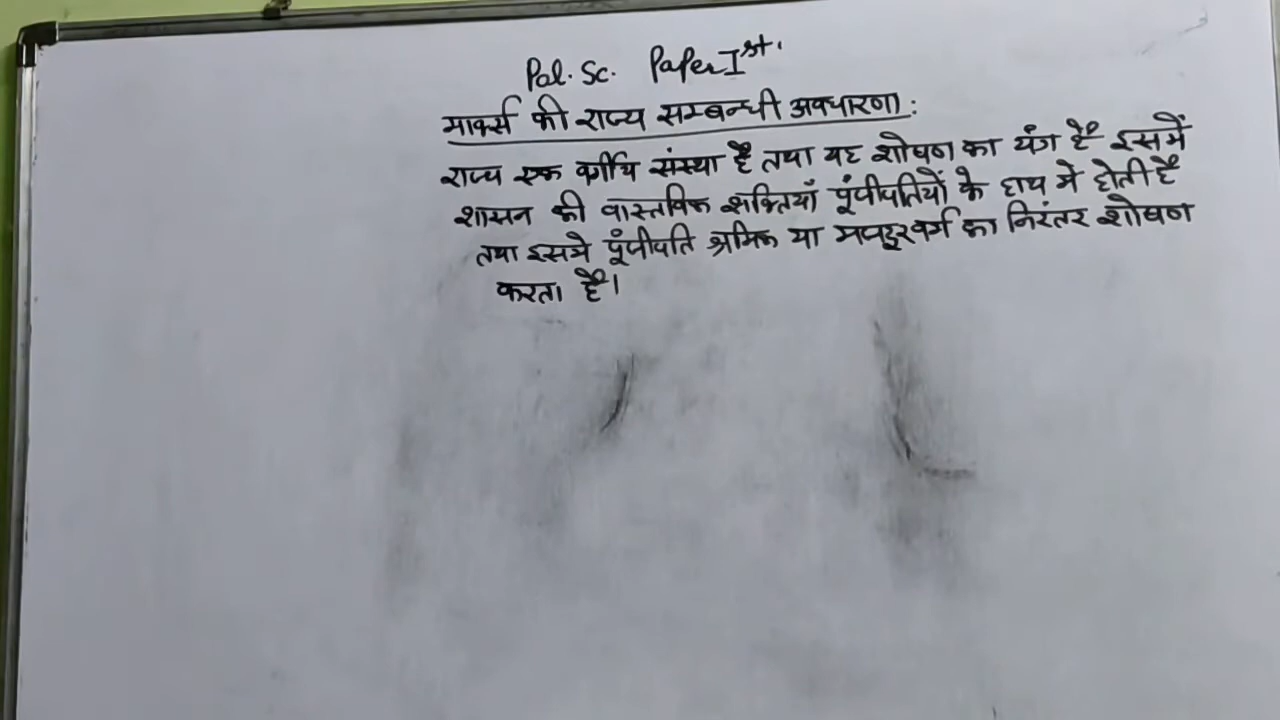 Pol. Sc. Paper Ist.
मार्क्स की राज्य सम्बन्धी अवधारणा :
राज्य एक वर्गीय संस्था है तथा यह शोषण का यंत्र है इसमें
शासन की वास्तविक शक्तियाँ पूंजीपतियों के हाथ मे होती है
तथा इसमे पूंजीपति श्रमिक या मजदूरवर्ग का निरंतर शोषण
करता है।